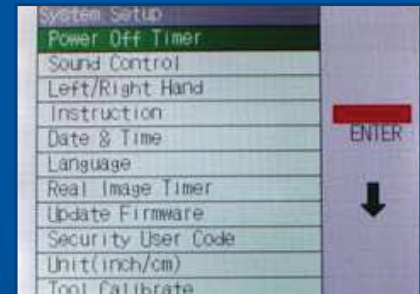 System Setup
Power Off Timer
Sound Control
Left/Right Hand
Instruction
Date & Time
ENTER
Language
Real Image Timer
Update Firmware
Security User Code
Unit(inch/cm)
Tool Calibrate